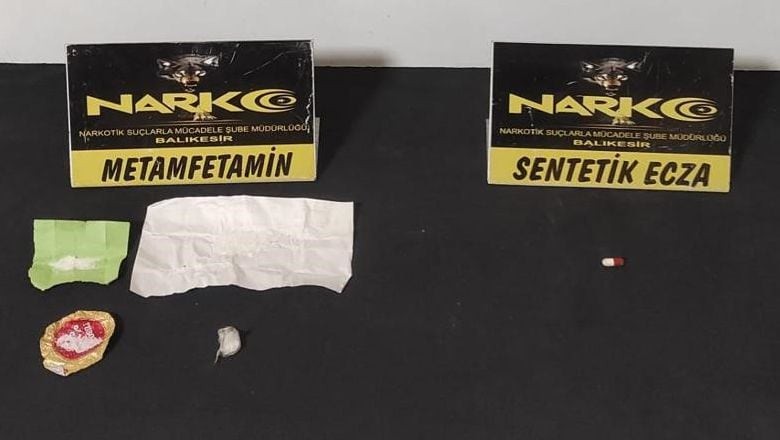 NARKO
NARKOTİK SUÇLARLA MÜCADELE ŞUBE MÜDÜRLÜĞÜ
BALIKESİR
METAMFETAMİN
NARKO
NARKOTİK SUÇLARLA MÜCADELE ŞUBE MÜDÜRLÜĞÜ
BALIKESİR
SENTETİK ECZA